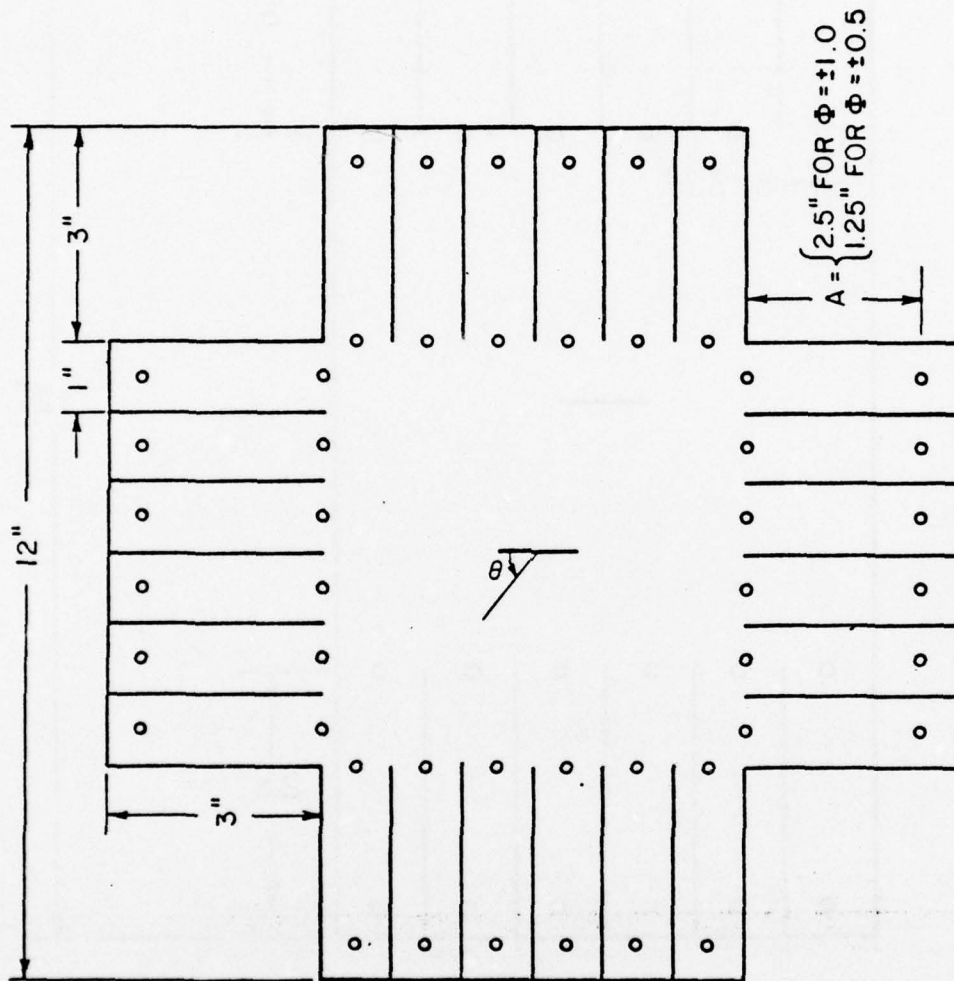 12"
3"
1"
3"
θ
A = { 2.5" FOR Φ = ±1.0
1.25" FOR Φ = ±0.5